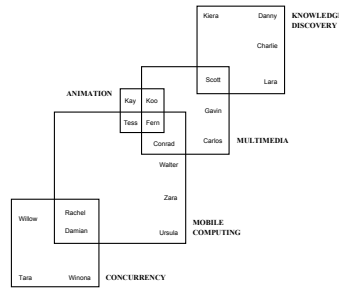 Kiera Danny KNOWLEDG
DISCOVERY
Charlie
Scott Lara
ANIMATION
Kay Koo
Gavin
Tess Fern
Conrad Carlos MULTIMEDIA
Walter
Zara
Rachel
Willow
Damian Ursula
MOBILE
COMPUTING
Tara Winona CONCURRENCY